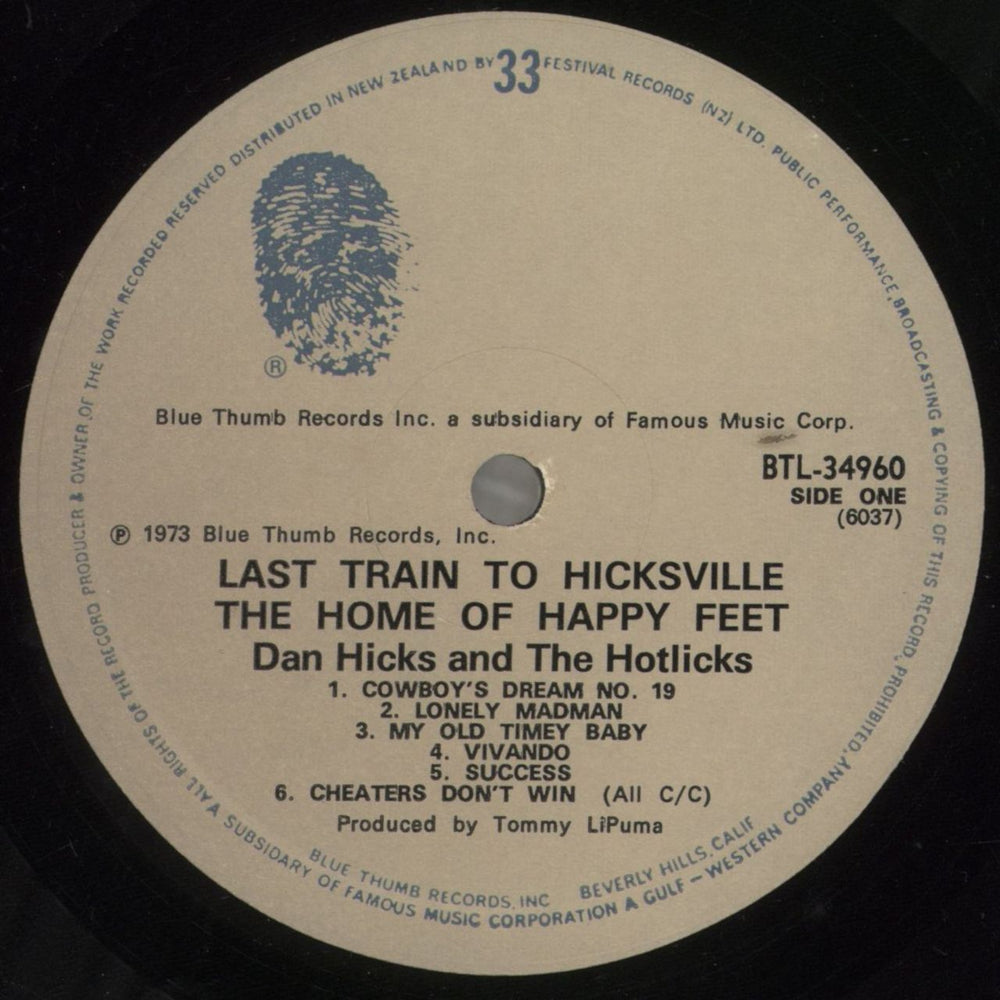 33
ALL RIGHTS OF THE RECORD PRODUCER & OWNER OF THE WORK RECORDED RESERVED DISTRIBUTED IN NEW ZEALAND BY FESTIVAL RECORDS (NZ) LTD. PUBLIC PERFORMANCE, BROADCASTING & COPYING OF THIS RECORD, PROHIBITED.
®
Blue Thumb Records Inc. a subsidiary of Famous Music Corp.
BTL-34960
SIDE ONE
(6037)
℗ 1973 Blue Thumb Records, Inc.
LAST TRAIN TO HICKSVILLE
THE HOME OF HAPPY FEET
Dan Hicks and The Hotlicks
1. COWBOY'S DREAM NO. 19
2. LONELY MADMAN
3. MY OLD TIMEY BABY
4. VIVANDO
5. SUCCESS
6. CHEATERS DON'T WIN (All C/C)
Produced by Tommy LiPuma
BLUE THUMB RECORDS, INC BEVERLY HILLS, CALIF
A SUBSIDIARY OF FAMOUS MUSIC CORPORATION A GULF - WESTERN COMPANY